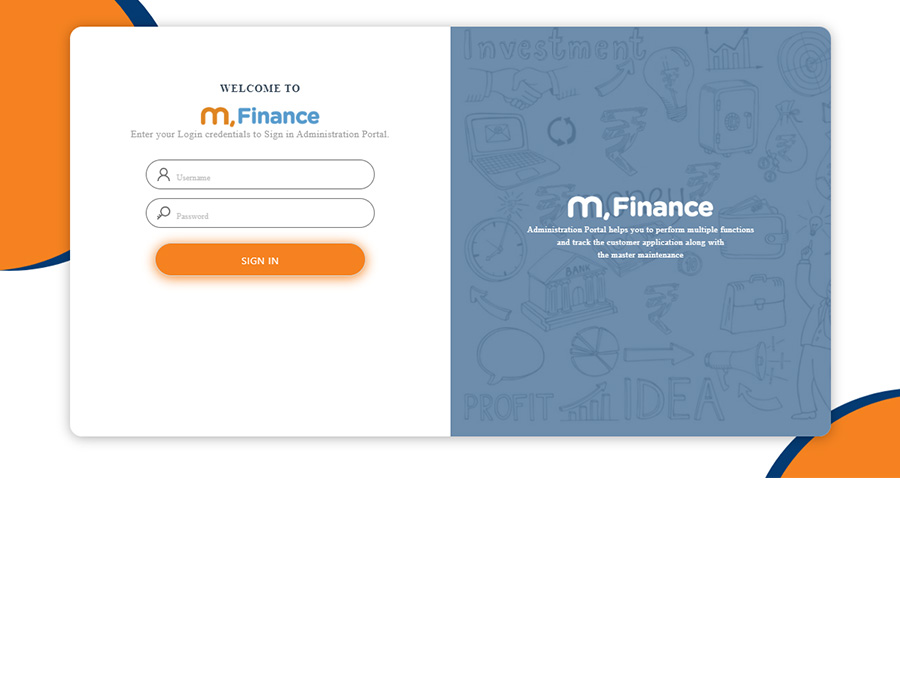 WELCOME TO
m,Finance
Enter your Login credentials to Sign in Administration Portal.
Username
Password
SIGN IN
Investment
money
m,Finance
Administration Portal helps you to perform multiple functions
and track the customer application along with
the master maintenance
BANK
PROFIT
IDEA